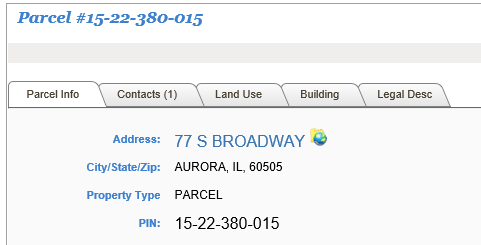 Parcel #15-22-380-015
Parcel Info Contacts (1) Land Use Building Legal Desc
Address: 77 S BROADWAY
City/State/Zip: AURORA, IL, 60505
Property Type PARCEL
PIN: 15-22-380-015